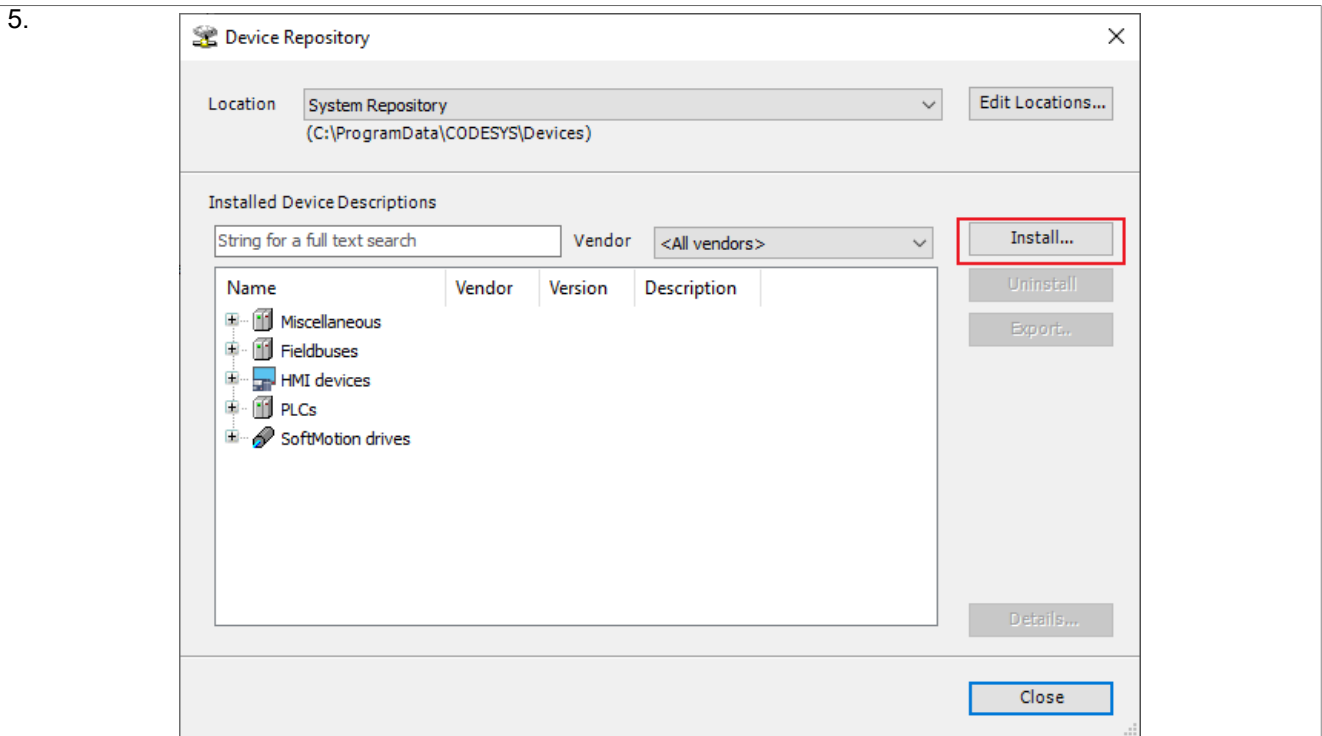 5.
Device Repository
Location System Repository Edit Locations...
(C:\ProgramData\CODESYS\Devices)
Installed Device Descriptions
String for a full text search Vendor <All vendors> Install...
Name Vendor Version Description Uninstall
Miscellaneous Export..
Fieldbuses
HMI devices
PLCs
SoftMotion drives
Details...
Close